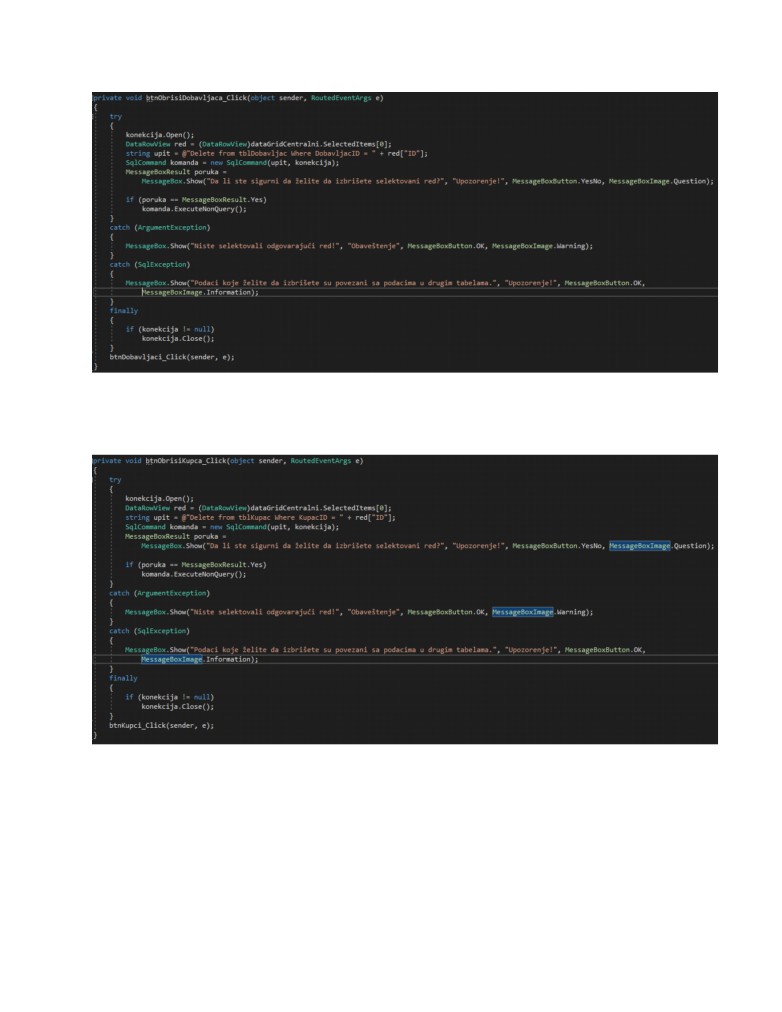 private void btnObrisiDobavljaca_Click(object sender, RoutedEventArgs e)
{
try
{
konekcija.Open();
DataRowView red = (DataRowView)dataGridCentralni.SelectedItems[0];
string upit = @"Delete from tblDobavljac Where DobavljacID = " + red["ID"];
SqlCommand komanda = new SqlCommand(upit, konekcija);
MessageBoxResult poruka =
MessageBox.Show("Da li ste sigurni da želite da izbrišete selektovani red?", "Upozorenje!", MessageBoxButton.YesNo, MessageBoxImage.Question);
if (poruka == MessageBoxResult.Yes)
komanda.ExecuteNonQuery();
}
catch (ArgumentException)
{
MessageBox.Show("Niste selektovali odgovarajući red!", "Obaveštenje", MessageBoxButton.OK, MessageBoxImage.Warning);
}
catch (SqlException)
{
MessageBox.Show("Podaci koje želite da izbrišete su povezani sa podacima u drugim tabelama.", "Upozorenje!", MessageBoxButton.OK,
MessageBoxImage.Information);
}
finally
{
if (konekcija != null)
konekcija.Close();
}
btnDobavljaci_Click(sender, e);
}
private void btnObrisiKupca_Click(object sender, RoutedEventArgs e)
{
try
{
konekcija.Open();
DataRowView red = (DataRowView)dataGridCentralni.SelectedItems[0];
string upit = @"Delete from tblKupac Where KupacID = " + red["ID"];
SqlCommand komanda = new SqlCommand(upit, konekcija);
MessageBoxResult poruka =
MessageBox.Show("Da li ste sigurni da želite da izbrišete selektovani red?", "Upozorenje!", MessageBoxButton.YesNo, MessageBoxImage.Question);
if (poruka == MessageBoxResult.Yes)
komanda.ExecuteNonQuery();
}
catch (ArgumentException)
{
MessageBox.Show("Niste selektovali odgovarajući red!", "Obaveštenje", MessageBoxButton.OK, MessageBoxImage.Warning);
}
catch (SqlException)
{
MessageBox.Show("Podaci koje želite da izbrišete su povezani sa podacima u drugim tabelama.", "Upozorenje!", MessageBoxButton.OK,
MessageBoxImage.Information);
}
finally
{
if (konekcija != null)
konekcija.Close();
}
btnKupci_Click(sender, e);
}